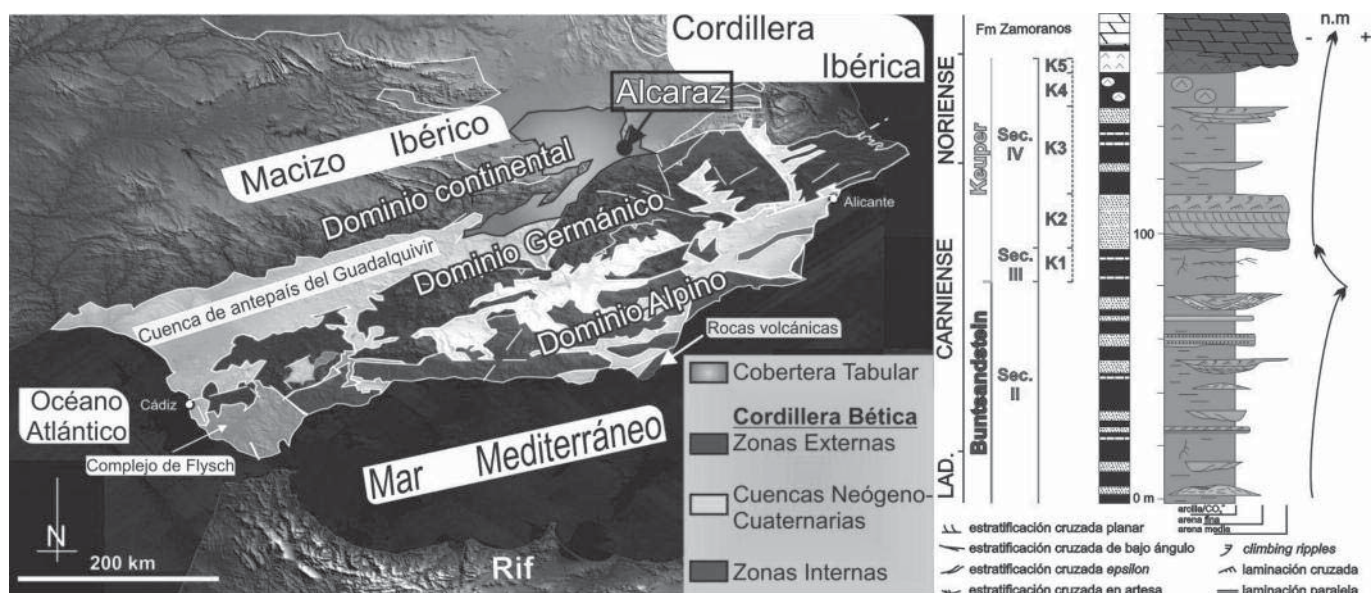 Cordillera
Ibérica
Alcaraz
Macizo Ibérico
Dominio continental
Alicante
Dominio Germánico
Cuenca de antepaís del Guadalquivir
Dominio Alpino
Rocas volcánicas
Océano
Atlántico
Cádiz
Complejo de Flysch
Mar Mediterráneo
N
200 km
Rif
Cobertera Tabular
Cordillera Bética
Zonas Externas
Cuencas Neógeno-
Cuaternarias
Zonas Internas
Fm Zamoranos
n.m
- +
NORIENSE
CARNIENSE
LAD.
Keuper
Buntsandstein
Sec.
IV
Sec.
III
Sec.
II
K5
K4
K3
K2
K1
100
0 m
arcilla/CO₃⁼
arena fina
arena media
estratificación cruzada planar
estratificación cruzada de bajo ángulo
estratificación cruzada epsilon
estratificación cruzada en artesa
climbing ripples
laminación cruzada
laminación paralela